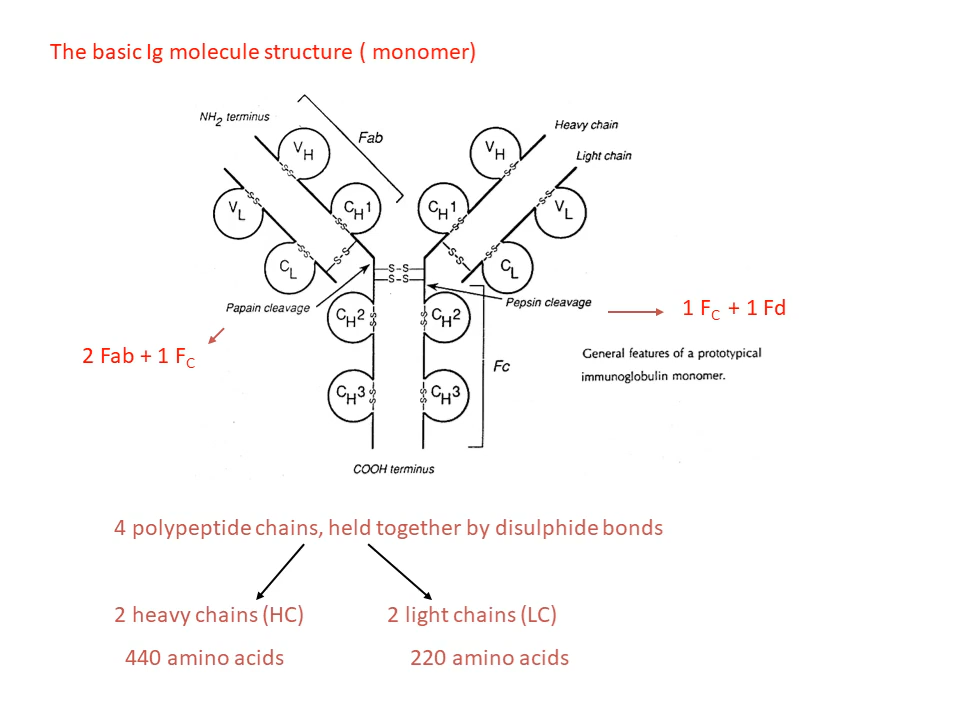 The basic Ig molecule structure ( monomer)
NH2 terminus
Fab
Heavy chain
Light chain
VH
VH
VL
CH1
CH1
VL
CL
CL
S-S
S-S
S-S
S-S
S-S
S-S
S-S
S-S
S-S
S-S
S-S
S-S
Papain cleavage
Pepsin cleavage
1 FC + 1 Fd
CH2
S-S
S-S
CH2
2 Fab + 1 FC
Fc
General features of a prototypical
immunoglobulin monomer.
CH3
S-S
S-S
CH3
COOH terminus
4 polypeptide chains, held together by disulphide bonds
2 heavy chains (HC)
2 light chains (LC)
440 amino acids
220 amino acids